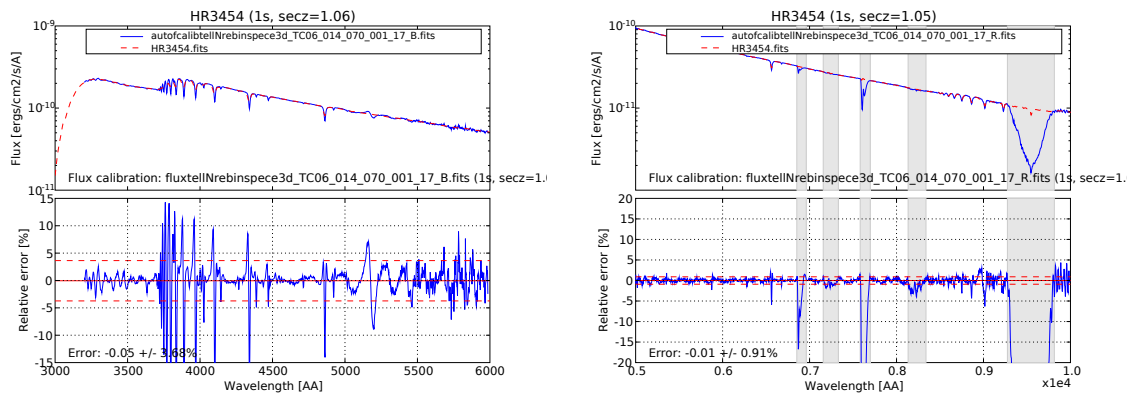 HR3454 (1s, secz=1.06)
10^-9
10^-10
10^-11
Flux [ergs/cm2/s/A]
autofcalibtellNrebinspece3d_TC06_014_070_001_17_B.fits
HR3454.fits
Flux calibration: fluxtellNrebinspece3d_TC06_014_070_001_17_B.fits (1s, secz=1.0
15
10
5
0
5
10
15
Relative error [%]
Error: -0.05 +/- 3.68%
3000 3500 4000 4500 5000 5500 6000
Wavelength [AA]
HR3454 (1s, secz=1.05)
10^-10
10^-11
10^-12
Flux [ergs/cm2/s/A]
autofcalibtellNrebinspece3d_TC06_014_070_001_17_R.fits
HR3454.fits
Flux calibration: fluxtellNrebinspece3d_TC06_014_070_001_17_R.fits (1s, secz=1.0
20
15
10
5
0
5
10
15
20
Relative error [%]
Error: -0.01 +/- 0.91%
0.5 0.6 0.7 0.8 0.9 1.0
x1e4
Wavelength [AA]